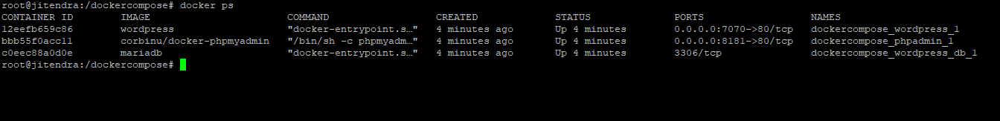 root@jitendra:/dockercompose# docker ps
CONTAINER ID IMAGE COMMAND CREATED STATUS PORTS NAMES
12eefb659c86 wordpress "docker-entrypoint.s…" 4 minutes ago Up 4 minutes 0.0.0.0:7070->80/tcp dockercompose_wordpress_1
bbb55f0acc11 corbinu/docker-phpmyadmin "/bin/sh -c phpmyadm…" 4 minutes ago Up 4 minutes 0.0.0.0:8181->80/tcp dockercompose_phpadmin_1
c0eec88a0d0e mariadb "docker-entrypoint.s…" 4 minutes ago Up 4 minutes 3306/tcp dockercompose_wordpress_db_1
root@jitendra:/dockercompose#